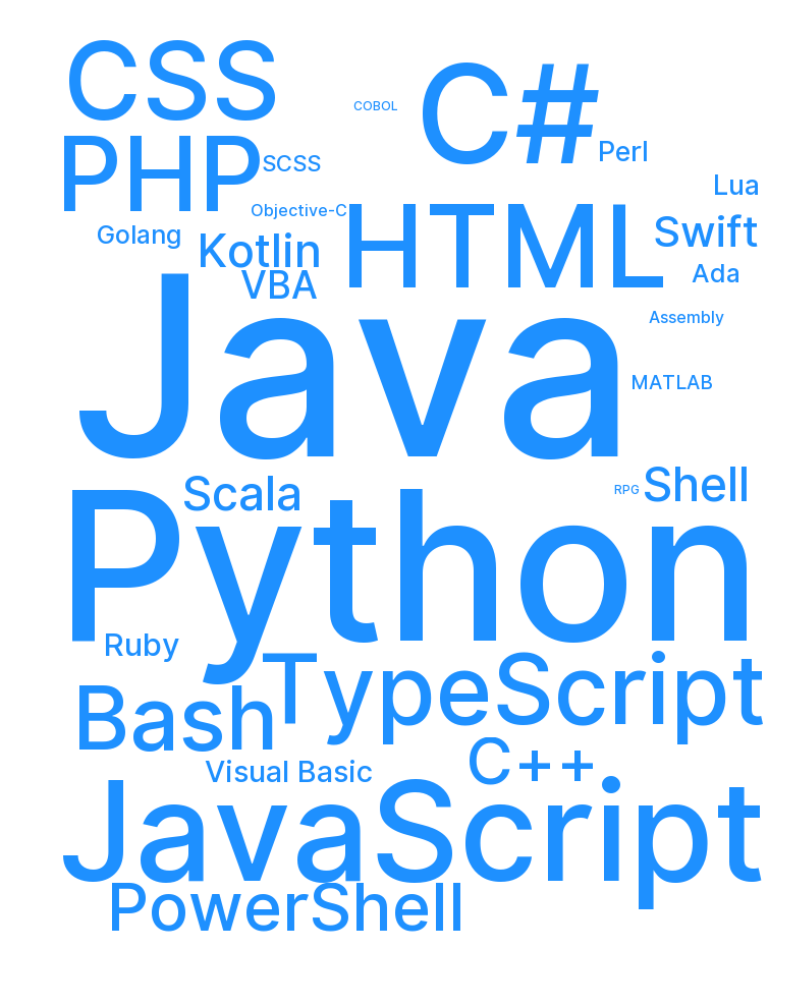 CSS
COBOL
C#
PHP
SCSS
Perl
Lua
Objective-C
Golang
Kotlin
HTML
Swift
VBA
Ada
Java
Assembly
MATLAB
Scala
RPG
Shell
Python
Ruby
TypeScript
Bash
Visual Basic
C++
JavaScript
PowerShell